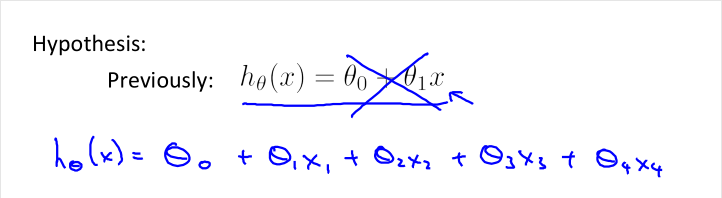 Hypothesis:
Previously: hθ(x) = θ₀ + θ₁x
hθ(x) = θ₀ + θ₁x₁ + θ₂x₂ + θ₃x₃ + θ₄x₄